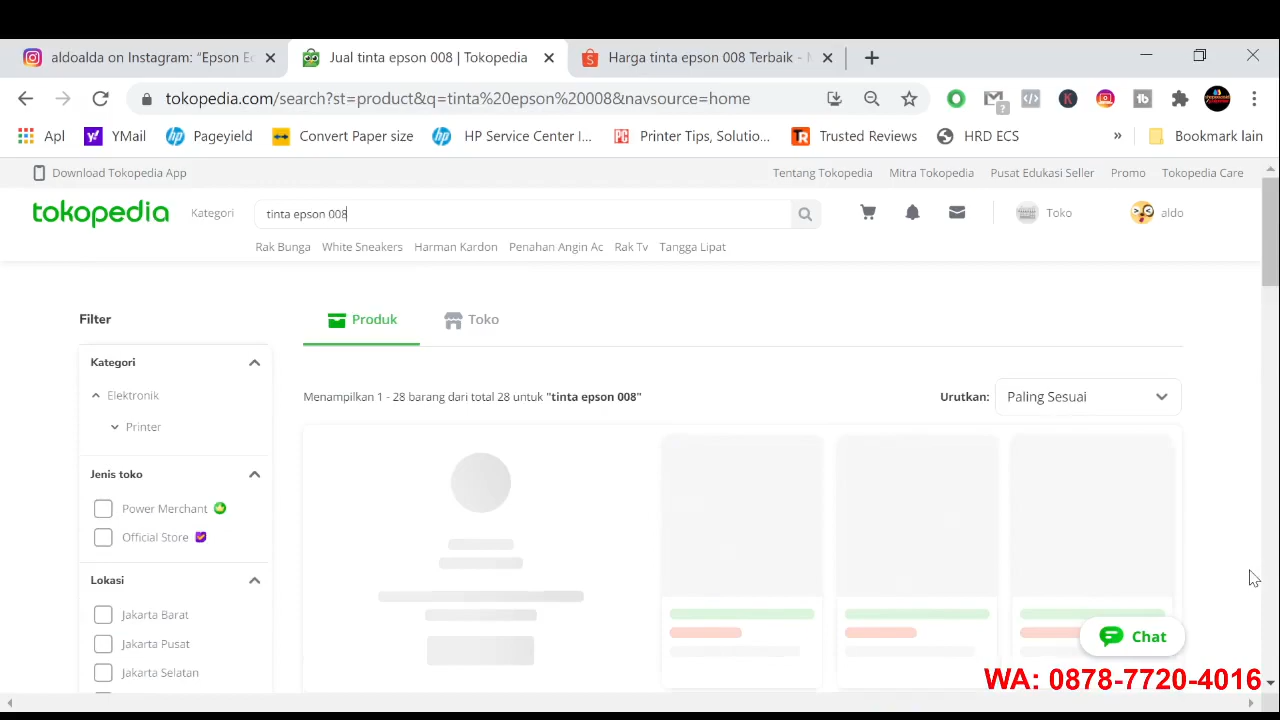 aldoalda on Instagram: “Epson Ec
Jual tinta epson 008 | Tokopedia
Harga tinta epson 008 Terbaik - M
tokopedia.com/search?st=product&q=tinta%20epson%20008&navsource=home
Apl
YMail
Pageyield
Convert Paper size
HP Service Center I...
Printer Tips, Solutio...
Trusted Reviews
HRD ECS
»
Bookmark lain
Download Tokopedia App
Tentang Tokopedia
Mitra Tokopedia
Pusat Edukasi Seller
Promo
Tokopedia Care
tokopedia
Kategori
tinta epson 008
Toko
aldo
Rak Bunga
White Sneakers
Harman Kardon
Penahan Angin Ac
Rak Tv
Tangga Lipat
Filter
Produk
Toko
Kategori
Elektronik
Printer
Menampilkan 1 - 28 barang dari total 28 untuk "tinta epson 008"
Urutkan:
Paling Sesuai
Jenis toko
Power Merchant
Official Store
Lokasi
Jakarta Barat
Jakarta Pusat
Jakarta Selatan
Chat
WA: 0878-7720-4016